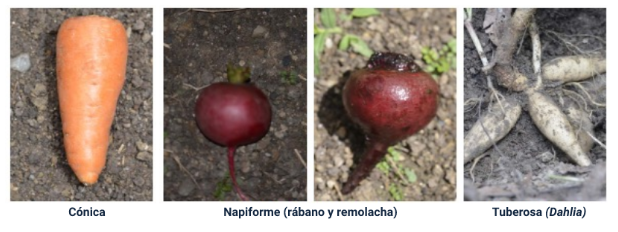 Cónica
Napiforme (rábano y remolacha)
Tuberosa (Dahlia)